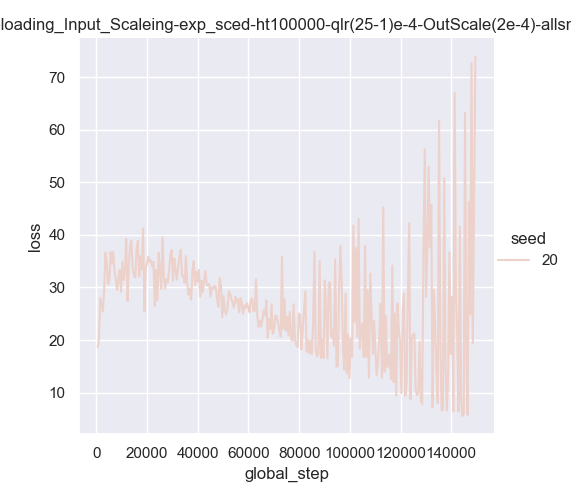 loading_Input_Scaleing-exp_sced-ht100000-qlr(25-1)e-4-OutScale(2e-4)-allsr
70
60
50
40
30
20
10
loss
0 20000 40000 60000 80000 100000 120000 140000
global_step
seed
20